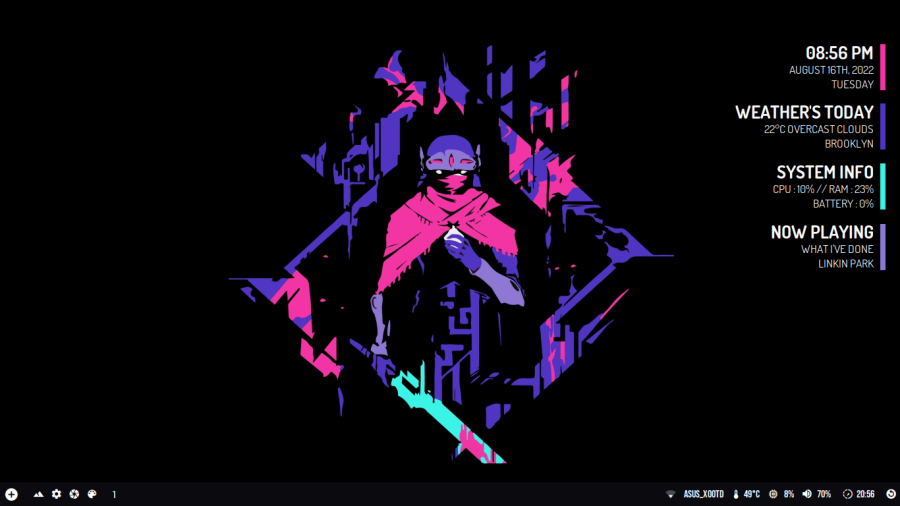 08:56 PM
AUGUST 16TH, 2022
TUESDAY
WEATHER'S TODAY
22°C OVERCAST CLOUDS
BROOKLYN
SYSTEM INFO
CPU : 10% // RAM : 23%
BATTERY : 0%
NOW PLAYING
WHAT I'VE DONE
LINKIN PARK
1 ASUS_X00TD 49°C 8% 70% 20:56